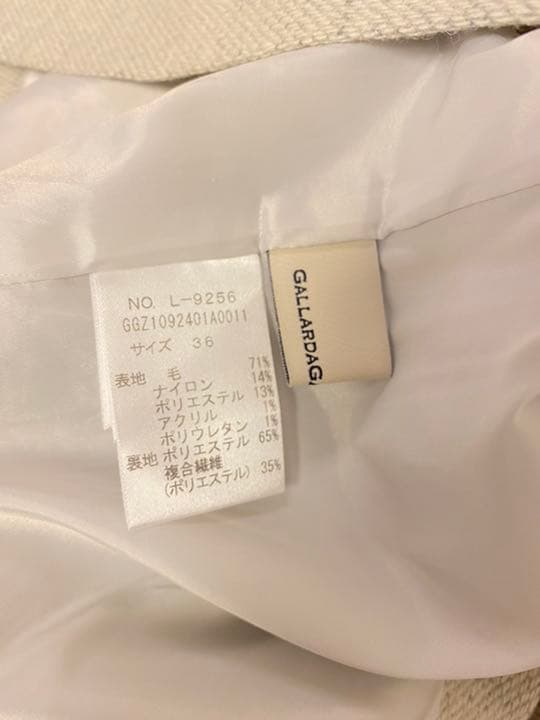 NO. L-9256
GGZ1092401A0011
サイズ 36
表地 毛 71%
ナイロン 14%
ポリエステル 13%
アクリル 1%
ポリウレタン 1%
裏地 ポリエステル 65%
複合繊維 35%
(ポリエステル)
GALLARDAGA